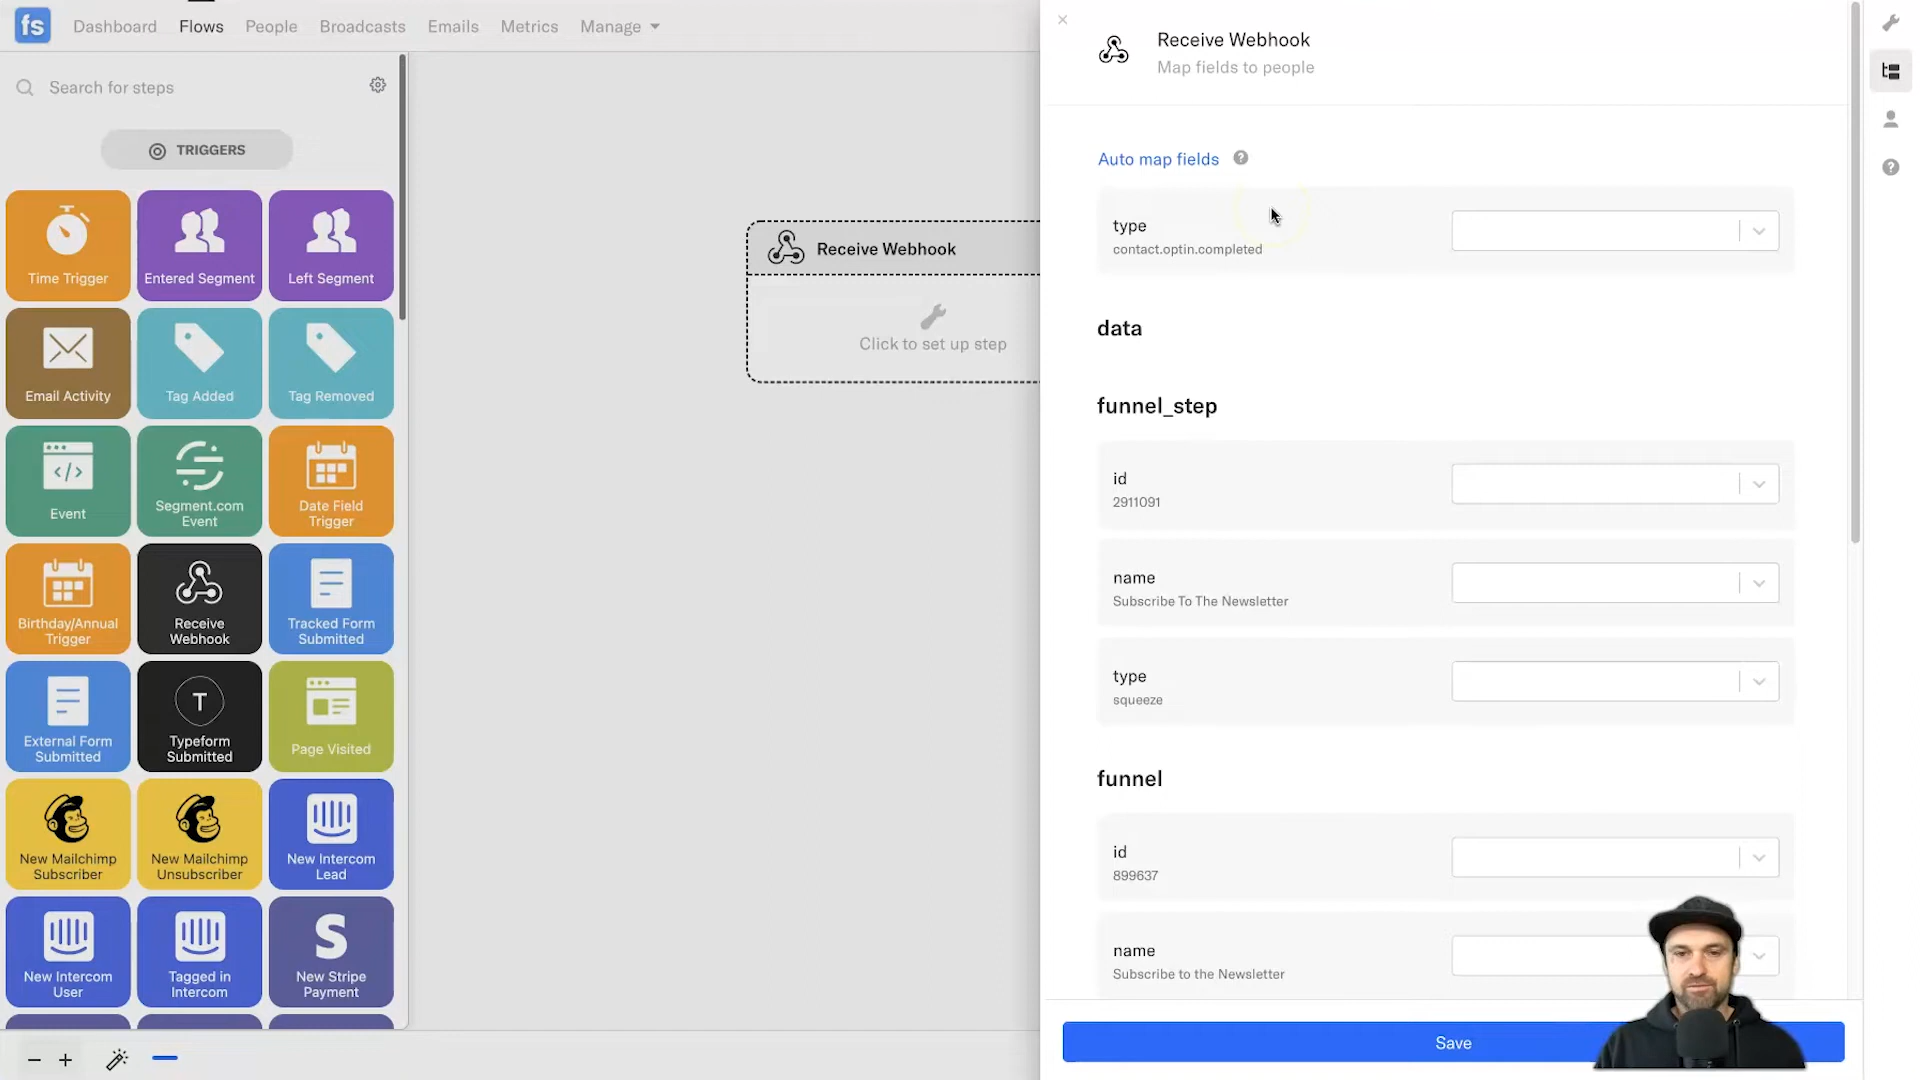 fs
Dashboard
Flows
People
Broadcasts
Emails
Metrics
Manage
Search for steps
TRIGGERS
Time Trigger
Entered Segment
Left Segment
Email Activity
Tag Added
Tag Removed
Event
Segment.com
Event
Date Field
Trigger
Birthday/Annual
Trigger
Receive
Webhook
Tracked Form
Submitted
External Form
Submitted
T
Typeform
Submitted
Page Visited
New Mailchimp
Subscriber
New Mailchimp
Unsubscriber
New Intercom
Lead
New Intercom
User
Tagged in
Intercom
S
New Stripe
Payment
Receive Webhook
Click to set up step
Receive Webhook
Map fields to people
Auto map fields
type
contact.optin.completed
data
funnel_step
id
2911091
name
Subscribe To The Newsletter
type
squeeze
funnel
id
899637
name
Subscribe to the Newsletter
Save